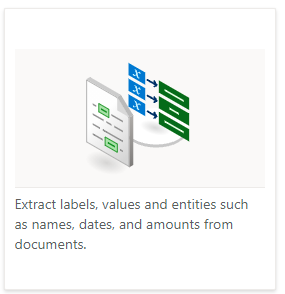 Extract labels, values and entities such
as names, dates, and amounts from
documents.